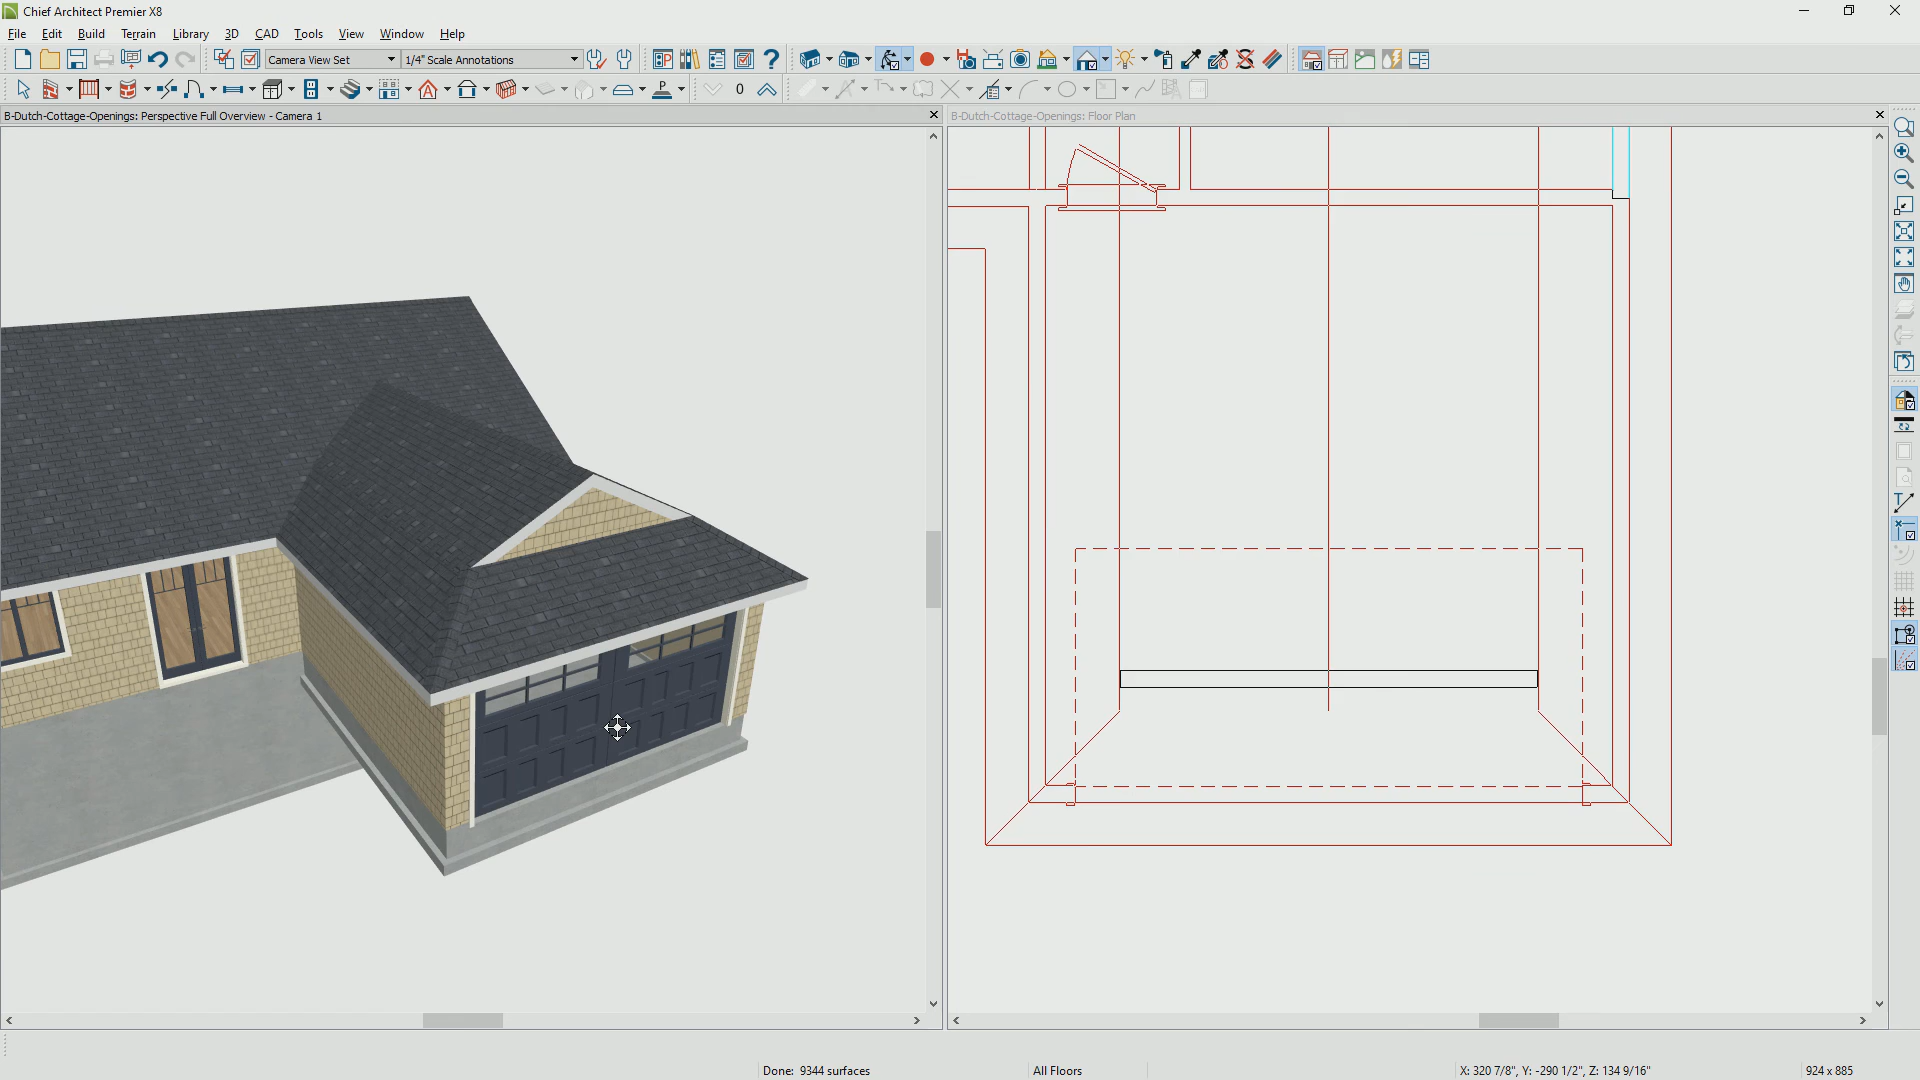 Chief Architect Premier X8
File Edit Build Terrain Library 3D CAD Tools View Window Help
Camera View Set 1/4" Scale Annotations
0 P
B-Dutch-Cottage-Openings: Perspective Full Overview - Camera 1
B-Dutch-Cottage-Openings: Floor Plan
Done: 9344 surfaces All Floors X: 320 7/8", Y: -290 1/2", Z: 134 9/16" 924 x 885